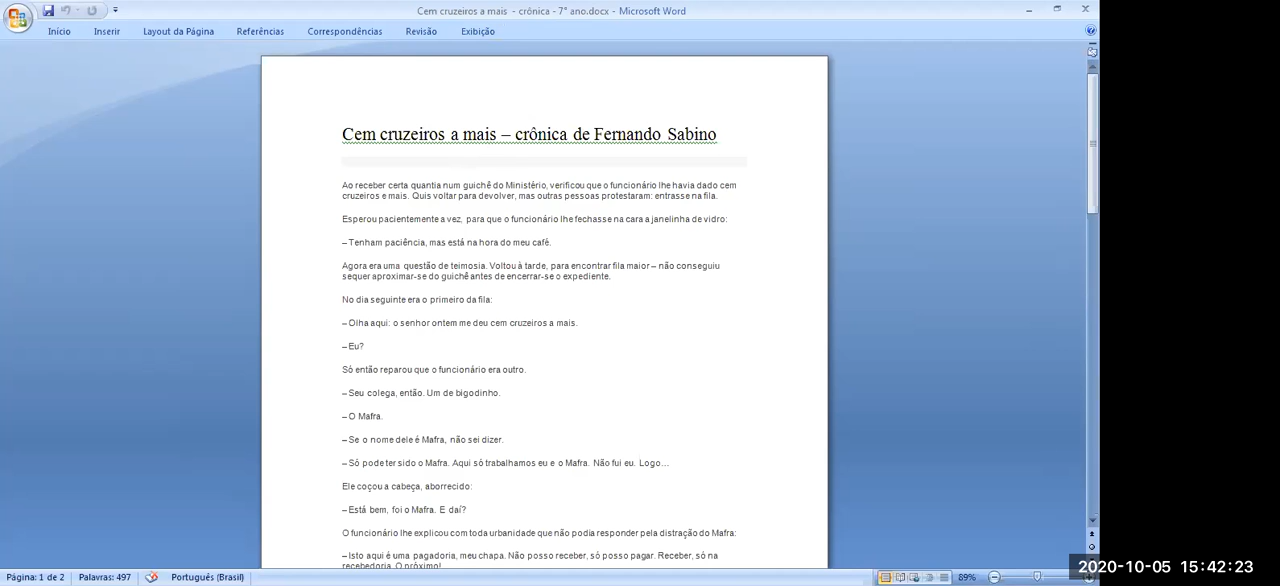 Cem cruzeiros a mais - crônica - 7° ano.docx - Microsoft Word
Início Inserir Layout da Página Referências Correspondências Revisão Exibição
Cem cruzeiros a mais – crônica de Fernando Sabino
Ao receber certa quantia num guichê do Ministério, verificou que o funcionário lhe havia dado cem
cruzeiros e mais. Quis voltar para devolver, mas outras pessoas protestaram: entrasse na fila.
Esperou pacientemente a vez, para que o funcionário lhe fechasse na cara a janelinha de vidro:
– Tenham paciência, mas está na hora do meu café.
Agora era uma questão de teimosia. Voltou à tarde, para encontrar fila maior – não conseguiu
sequer aproximar-se do guichê antes de encerrar-se o expediente.
No dia seguinte era o primeiro da fila:
– Olha aqui: o senhor ontem me deu cem cruzeiros a mais.
– Eu?
Só então reparou que o funcionário era outro.
– Seu colega, então. Um de bigodinho.
– O Mafra.
– Se o nome dele é Mafra, não sei dizer.
– Só pode ter sido o Mafra. Aqui só trabalhamos eu e o Mafra. Não fui eu. Logo...
Ele coçou a cabeça, aborrecido:
– Está bem, foi o Mafra. E daí?
O funcionário lhe explicou com toda urbanidade que não podia responder pela distração do Mafra:
– Isto aqui é uma pagadoria, meu chapa. Não posso receber, só posso pagar. Receber, só na
recebedoria. O próximo!
Página: 1 de 2 Palavras: 497 Português (Brasil) 89%
2020-10-05 15:42:23